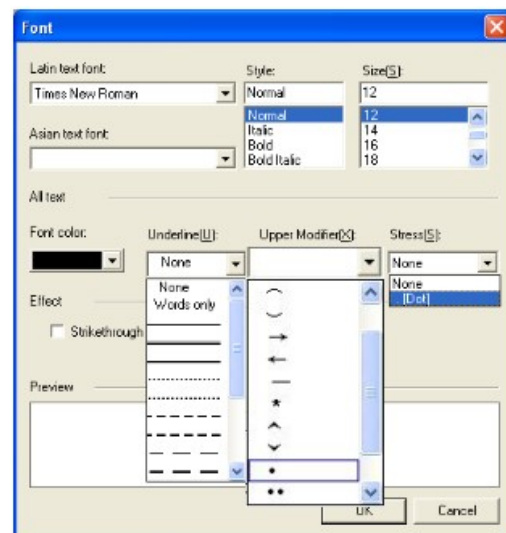 Font
Latin text font:
Style:
Size[S]:
Times New Roman
Normal
12
Normal
Italic
Bold
Bold Italic
12
14
16
18
Asian text font:
All text
Font color:
Underline[U]:
Upper Modifier[X]:
Stress[S]:
None
None
None
Words only
None
. [Dot]
Effect
Strikethrough
Preview
OK
Cancel